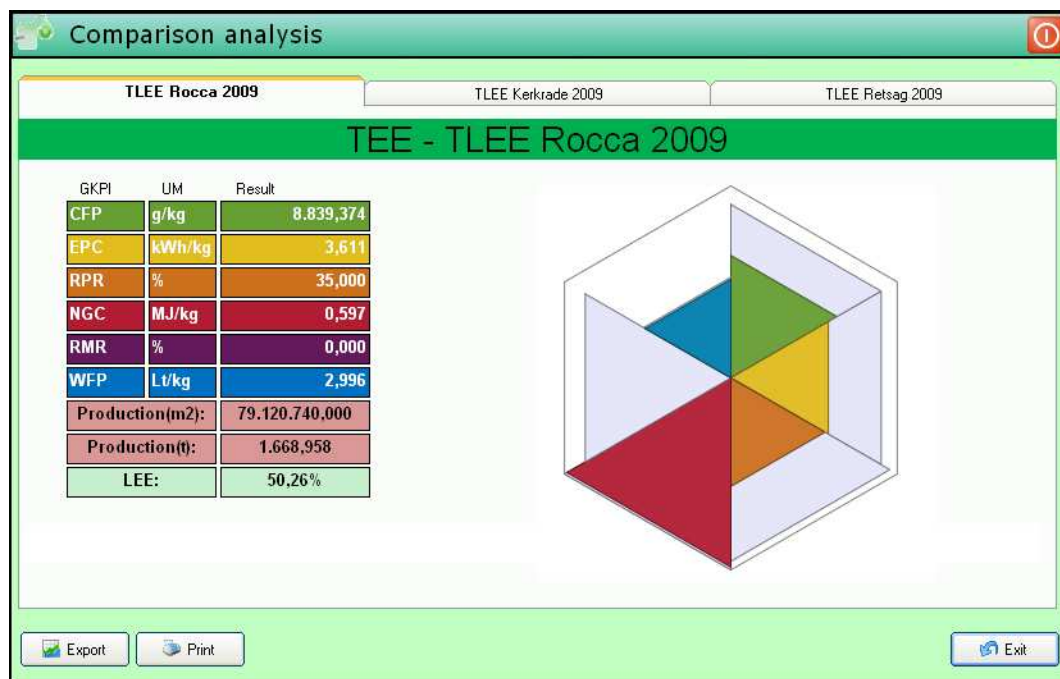 Comparison analysis
TLEE Rocca 2009 TLEE Kerkrade 2009 TLEE Retsag 2009
TEE - TLEE Rocca 2009
GKPI UM Result
CFP g/kg 8.839,374
EPC kWh/kg 3,611
RPR % 35,000
NGC MJ/kg 0,597
RMR % 0,000
WFP Lt/kg 2,996
Production(m2): 79.120.740,000
Production(t): 1.668,958
LEE: 50,26%
Export Print Exit